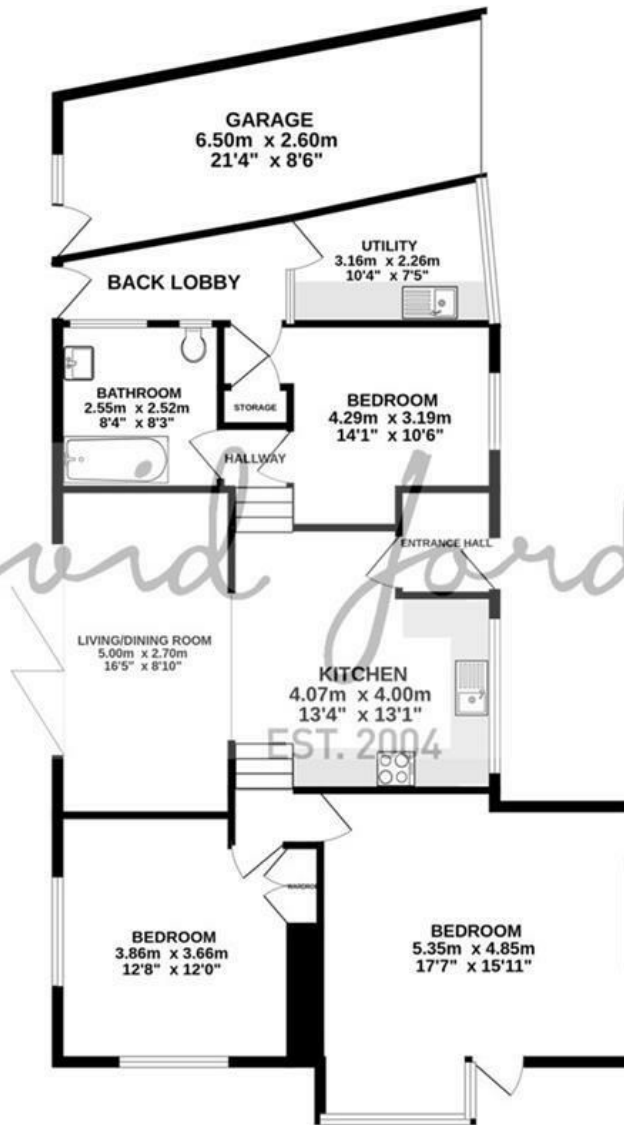 GARAGE
6.50m x 2.60m
21'4" x 8'6"
UTILITY
3.16m x 2.26m
10'4" x 7'5"
BACK LOBBY
BATHROOM
2.55m x 2.52m
8'4" x 8'3"
STORAGE
BEDROOM
4.29m x 3.19m
14'1" x 10'6"
HALLWAY
ENTRANCE HALL
ford
LIVING/DINING ROOM
5.00m x 2.70m
16'5" x 8'10"
KITCHEN
4.07m x 4.00m
13'4" x 13'1"
EST. 2004
BEDROOM
3.86m x 3.66m
12'8" x 12'0"
BEDROOM
5.35m x 4.85m
17'7" x 15'11"